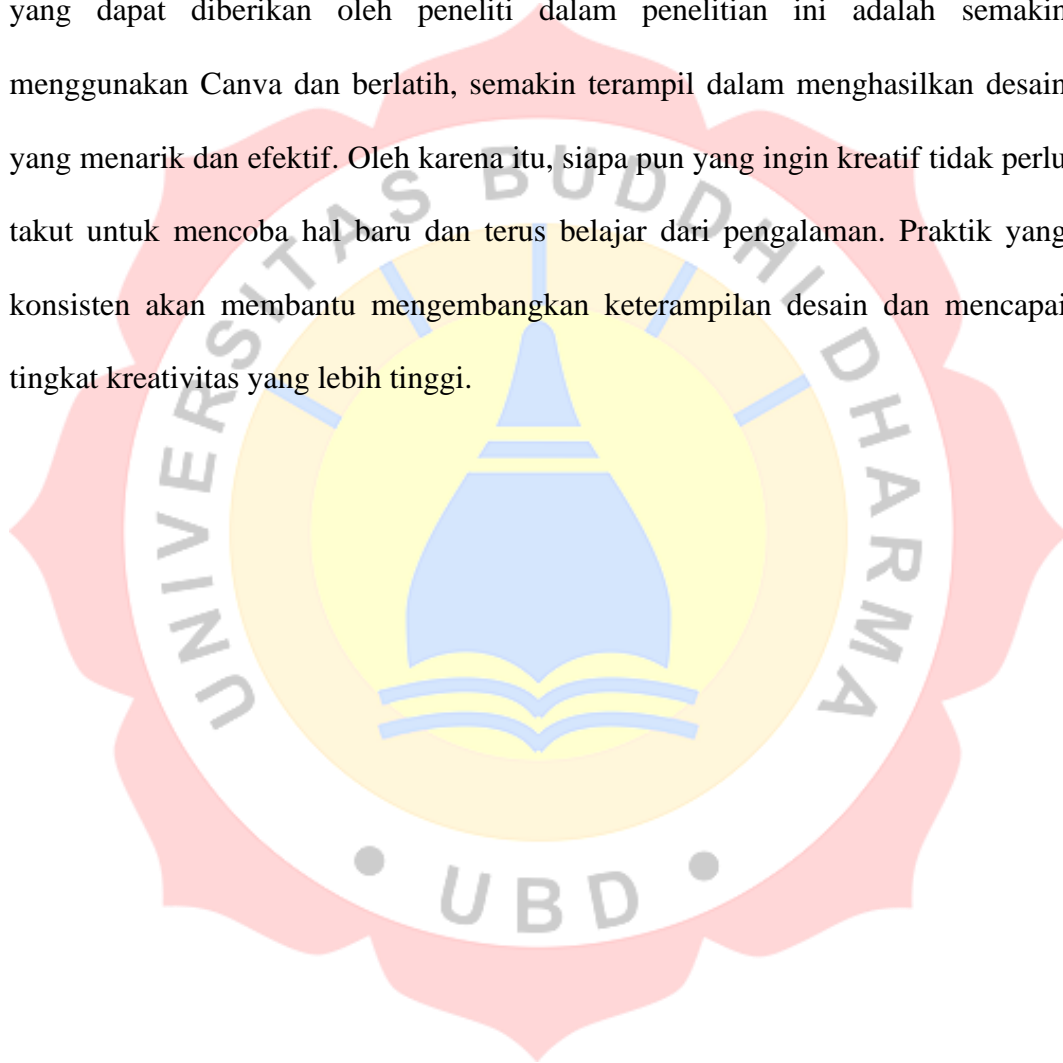 yang dapat diberikan oleh peneliti dalam penelitian ini adalah semakin
menggunakan Canva dan berlatih, semakin terampil dalam menghasilkan desain
yang menarik dan efektif. Oleh karena itu, siapa pun yang ingin kreatif tidak perlu
takut untuk mencoba hal baru dan terus belajar dari pengalaman. Praktik yang
konsisten akan membantu mengembangkan keterampilan desain dan mencapai
tingkat kreativitas yang lebih tinggi.
UNIVERSITAS BUDDHI DHARMA
• UBD •